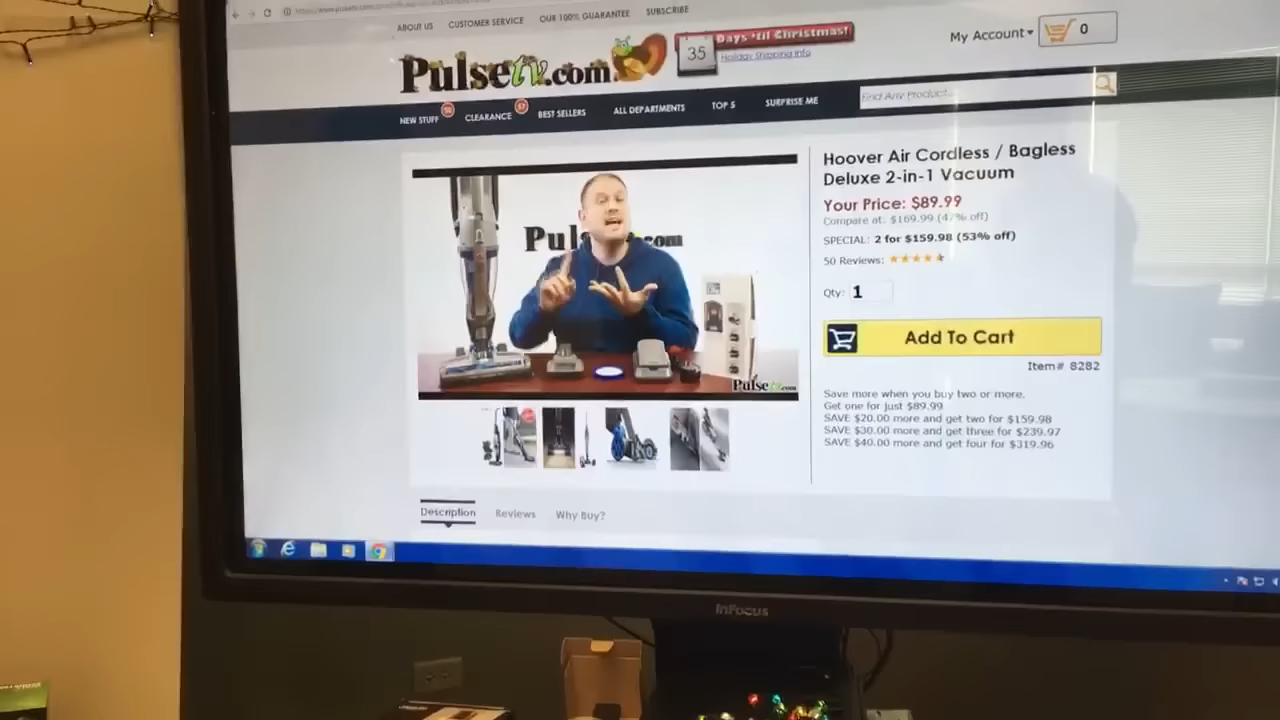 ABOUT US CUSTOMER SERVICE OUR 100% GUARANTEE SUBSCRIBE
Pulsetv.com
35 Days 'til Christmas!
Holiday Shipping Info
My Account 0
NEW STUFF CLEARANCE BEST SELLERS ALL DEPARTMENTS TOP 5 SURPRISE ME
Find Any Product...
Hoover Air Cordless / Bagless
Deluxe 2-in-1 Vacuum
Your Price: $89.99
Compare at: $169.99 (47% off)
SPECIAL: 2 for $159.98 (53% off)
50 Reviews:
Qty: 1
Add To Cart
Item# 8282
Save more when you buy two or more.
Get one for just $89.99
SAVE $20.00 more and get two for $159.98
SAVE $30.00 more and get three for $239.97
SAVE $40.00 more and get four for $319.96
Pul com
Pulsetv.com
Description Reviews Why Buy?
InFocus